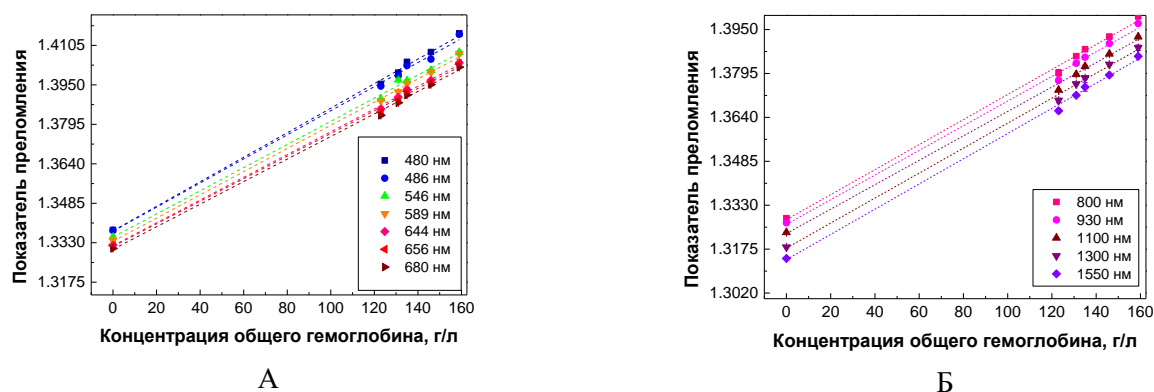 1.4105
1.3950
1.3795
1.3640
1.3485
1.3330
1.3175
Показатель преломления
480 нм
486 нм
546 нм
589 нм
644 нм
656 нм
680 нм
0 20 40 60 80 100 120 140 160
Концентрация общего гемоглобина, г/л
А
1.3950
1.3795
1.3640
1.3485
1.3330
1.3175
1.3020
Показатель преломления
800 нм
930 нм
1100 нм
1300 нм
1550 нм
0 20 40 60 80 100 120 140 160
Концентрация общего гемоглобина, г/л
Б